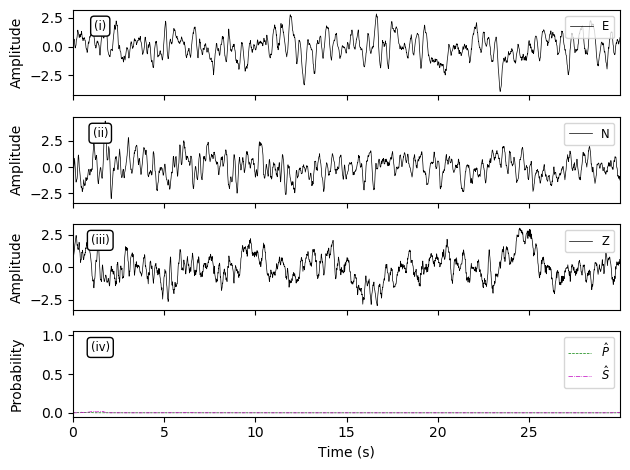 Amplitude
2.5
0.0
−2.5
(i)
E
Amplitude
2.5
0.0
−2.5
(ii)
N
Amplitude
2.5
0.0
−2.5
(iii)
Z
Probability
1.0
0.5
0.0
(iv)
P̂
Ŝ
0 5 10 15 20 25
Time (s)